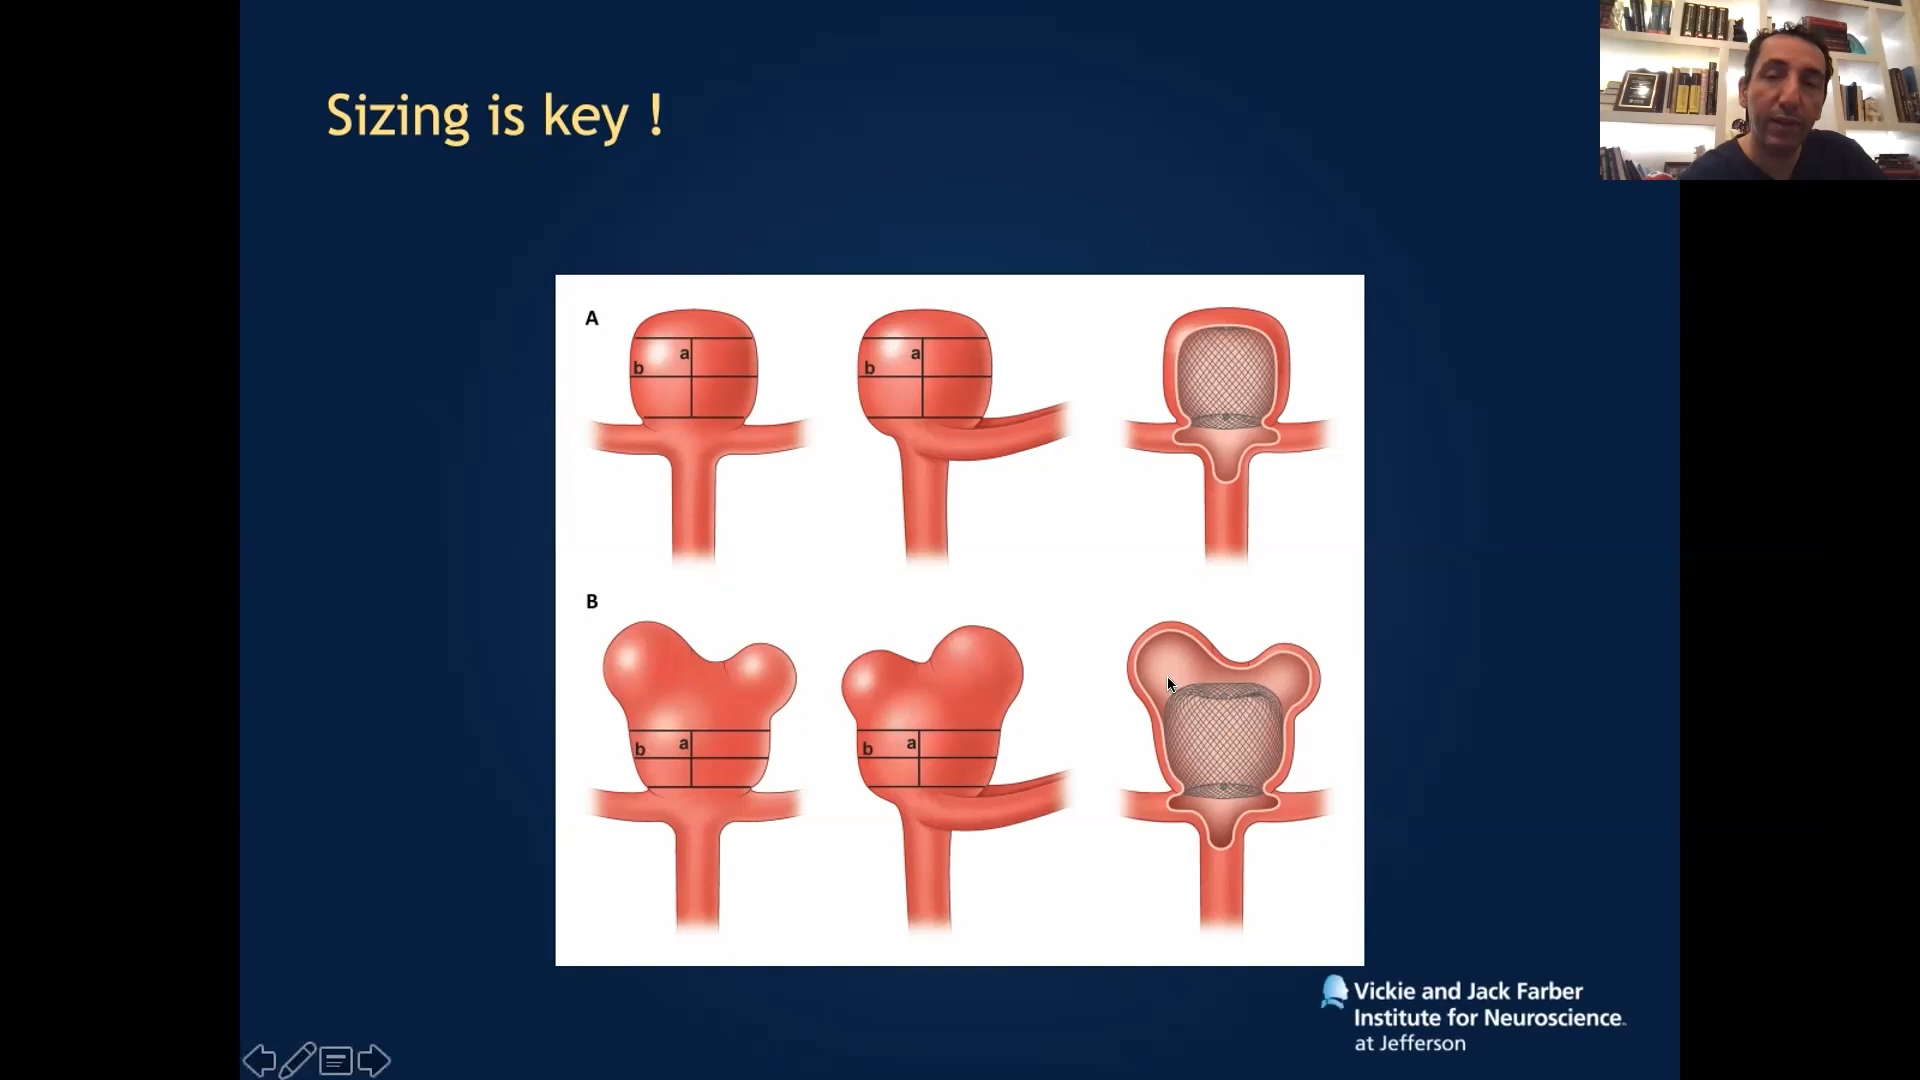 Sizing is key !
A
a
b
a
b
B
b
a
b
a
Vickie and Jack Farber
Institute for Neuroscience
at Jefferson